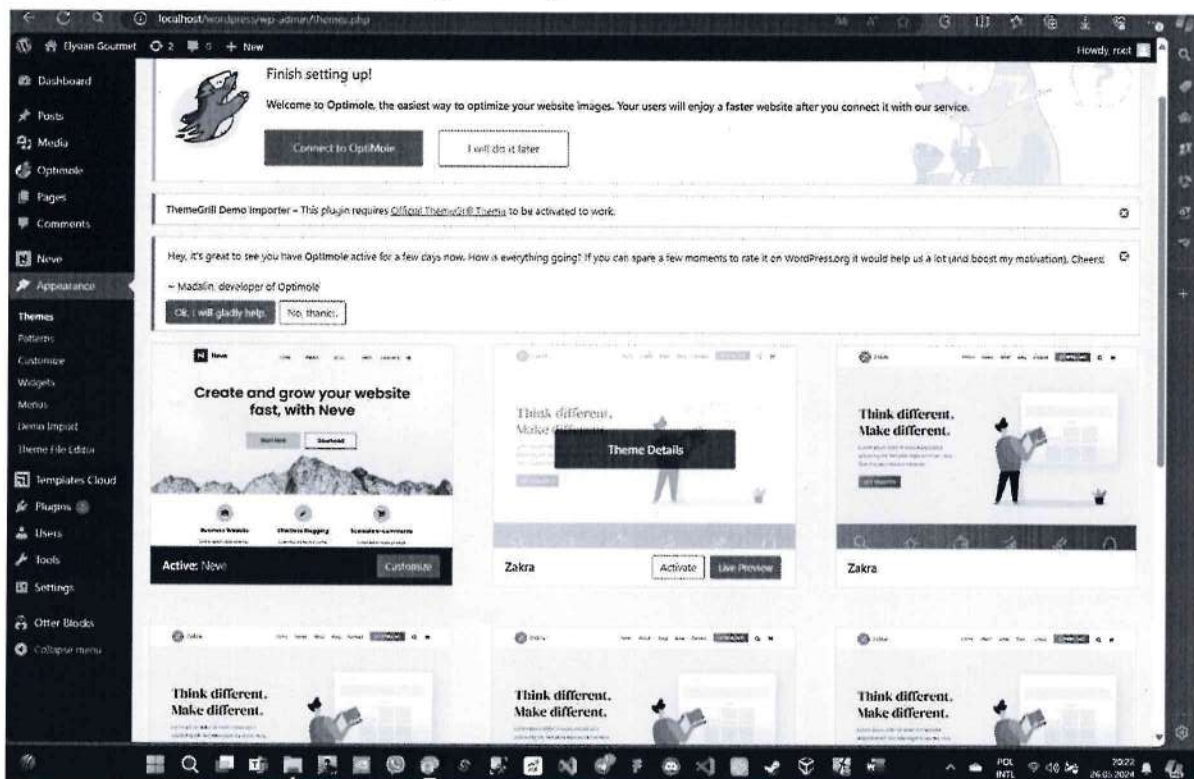 localhost/wordpress/wp-admin/themes.php
Elysian Gourmet 2 New
Howdy, root
Dashboard
Posts
Media
Optimole
Pages
Comments
Neve
Appearance
Themes
Patterns
Customize
Widgets
Menus
Demo Import
Theme File Editor
Templates Cloud
Plugins
Users
Tools
Settings
Otter Blocks
Collapse menu
Finish setting up!
Welcome to Optimole, the easiest way to optimize your website images. Your users will enjoy a faster website after you connect it with our service.
Connect to OptiMole
I will do it later
ThemeGrill Demo Importer – This plugin requires Official ThemeGrill Theme to be activated to work.
Hey, it's great to see you have Optimole active for a few days now. How is everything going? If you can spare a few moments to rate it on WordPress.org it would help us a lot (and boost my motivation). Cheers!
~ Madalin, developer of Optimole
Ok, I will gladly help.
No, thanks.
Neve
Create and grow your website
fast, with Neve
Business Website
Effortless Blogging
Active: Neve
Customize
Think different.
Make different.
Theme Details
Zakra
Activate
Live Preview
Think different.
Make different.
Zakra
Think different.
Make different.
Think different.
Make different.
Think different.
Make different.
POL
INTL
20:23